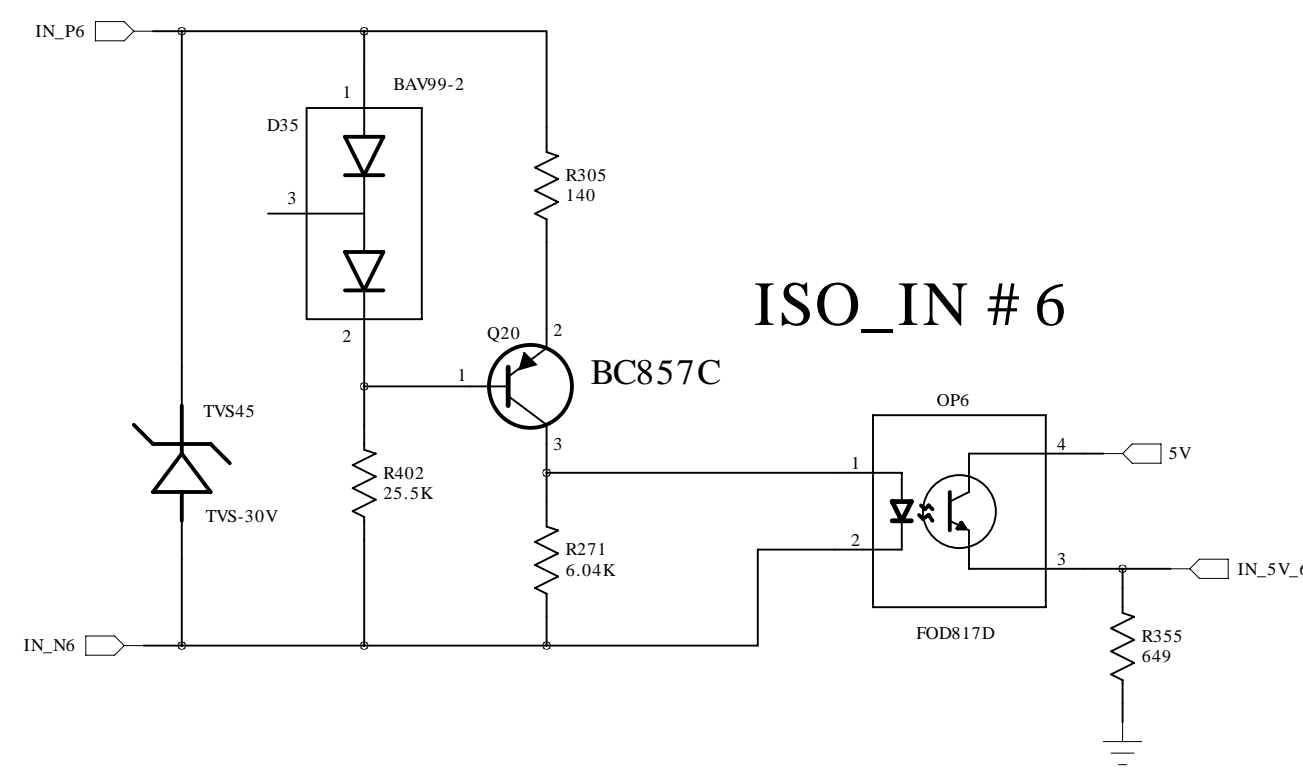 IN_P6
BAV99-2
1
D35
3
2
R305
140
ISO_IN # 6
Q20
2
1
BC857C
3
TVS45
TVS-30V
R402
25.5K
R271
6.04K
OP6
1
4
5V
2
3
IN_5V_6
FOD817D
R355
649
IN_N6